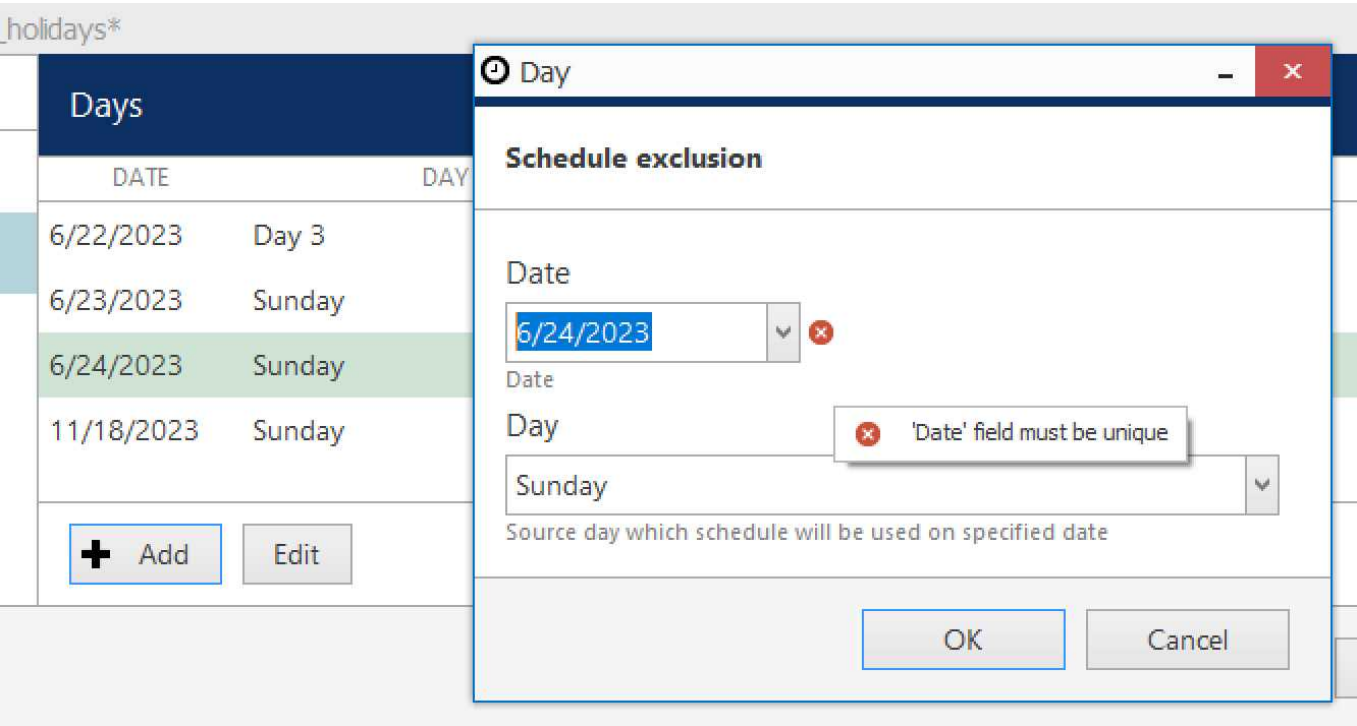 _holidays*
Days
DATE DAY
6/22/2023 Day 3
6/23/2023 Sunday
6/24/2023 Sunday
11/18/2023 Sunday
Add Edit
Day
Schedule exclusion
Date
6/24/2023
Date
Day
'Date' field must be unique
Sunday
Source day which schedule will be used on specified date
OK Cancel